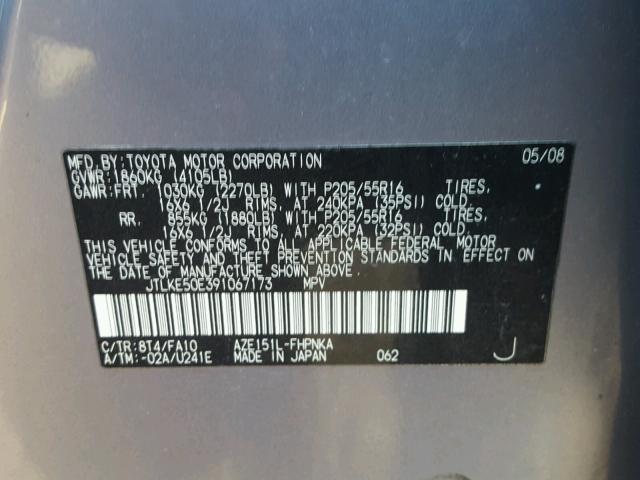 MFD.BY:TOYOTA MOTOR CORPORATION 05/08
GVWR:1860KG (4105LB)
GAWR:FRT. 1030KG (2270LB) WITH P205/55R16 TIRES,
16X6 1/2J RIMS, AT 240KPA (35PSI) COLD.
RR. 855KG (1880LB) WITH P205/55R16 TIRES,
16X6 1/2J RIMS, AT 220KPA (32PSI) COLD.
THIS VEHICLE CONFORMS TO ALL APPLICABLE FEDERAL MOTOR
VEHICLE SAFETY AND THEFT PREVENTION STANDARDS IN EFFECT ON
THE DATE OF MANUFACTURE SHOWN ABOVE.
JTLKE50E391067173 MPV
C/TR:8T4/FA10 AZE151L-FHPNKA
A/TM:-02A/U241E MADE IN JAPAN 062 J